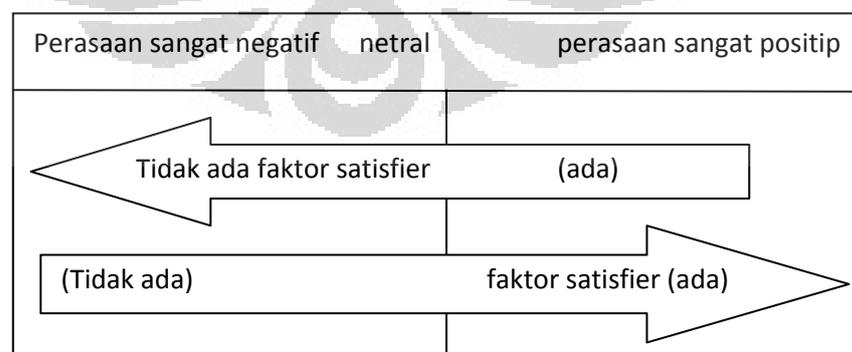 Perasaan sangat negatif netral perasaan sangat positip
Tidak ada faktor satisfier (ada)
(Tidak ada) faktor satisfier (ada)